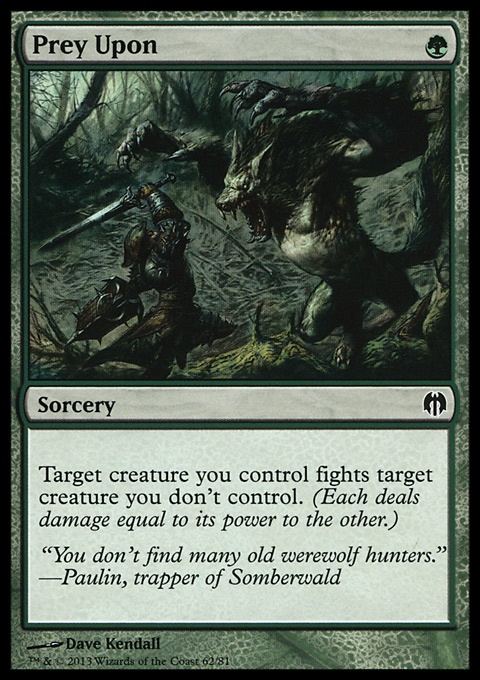 Prey Upon
Sorcery
Target creature you control fights target
creature you don't control. (Each deals
damage equal to its power to the other.)
"You don't find many old werewolf hunters."
—Paulin, trapper of Somberwald
Dave Kendall
™ & © 2013 Wizards of the Coast 62/81